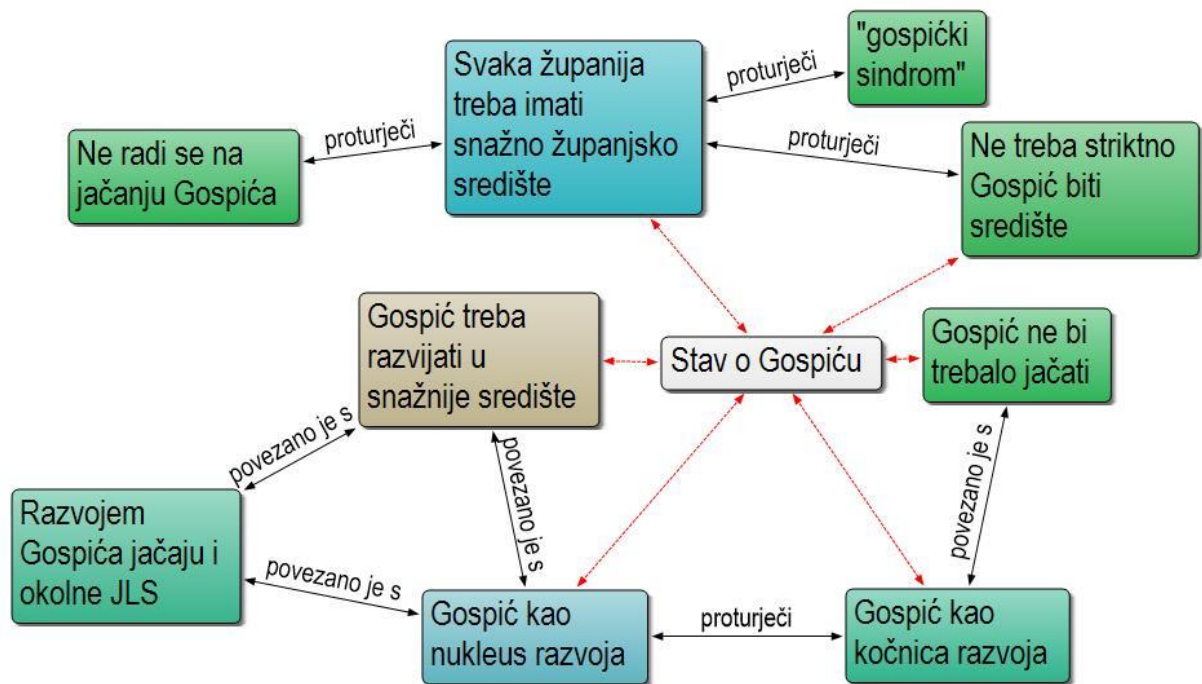 "gospićki
sindrom"
Svaka županija
treba imati
snažno županjsko
središte
proturječi
proturječi
Ne radi se na
jačanju Gospića
proturječi
Ne treba striktno
Gospić biti
središte
Gospić treba
razvijati u
snažnije središte
Stav o Gospiću
Gospić ne bi
trebalo jačati
povezano je s
povezano je s
povezano je s
Razvojem
Gospića jačaju i
okolne JLS
povezano je s
Gospić kao
nukleus razvoja
proturječi
Gospić kao
kočnica razvoja